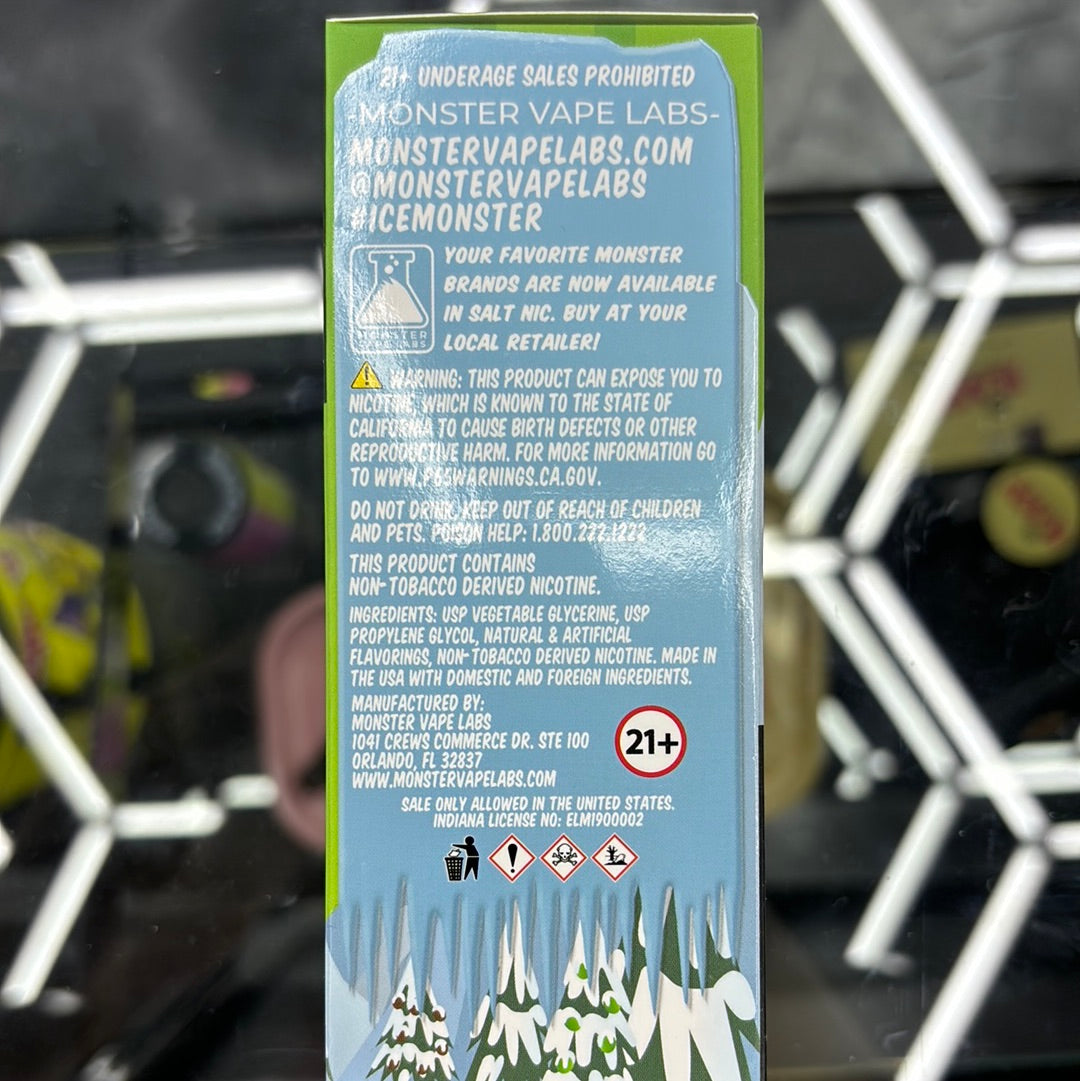 21+ UNDERAGE SALES PROHIBITED
-MONSTER VAPE LABS-
MONSTERVAPELABS.COM
@MONSTERVAPELABS
#ICEMONSTER
YOUR FAVORITE MONSTER
BRANDS ARE NOW AVAILABLE
IN SALT NIC. BUY AT YOUR
LOCAL RETAILER!
MONSTER
VAPE LABS
WARNING: THIS PRODUCT CAN EXPOSE YOU TO
NICOTINE, WHICH IS KNOWN TO THE STATE OF
CALIFORNIA TO CAUSE BIRTH DEFECTS OR OTHER
REPRODUCTIVE HARM. FOR MORE INFORMATION GO
TO WWW.P65WARNINGS.CA.GOV.
DO NOT DRINK. KEEP OUT OF REACH OF CHILDREN
AND PETS. POISON HELP: 1.800.222.1222
THIS PRODUCT CONTAINS
NON-TOBACCO DERIVED NICOTINE.
INGREDIENTS: USP VEGETABLE GLYCERINE, USP
PROPYLENE GLYCOL, NATURAL & ARTIFICIAL
FLAVORINGS, NON-TOBACCO DERIVED NICOTINE. MADE IN
THE USA WITH DOMESTIC AND FOREIGN INGREDIENTS.
MANUFACTURED BY:
MONSTER VAPE LABS
1041 CREWS COMMERCE DR. STE 100
ORLANDO, FL 32837
WWW.MONSTERVAPELABS.COM
21+
SALE ONLY ALLOWED IN THE UNITED STATES.
INDIANA LICENSE NO: ELM1900002